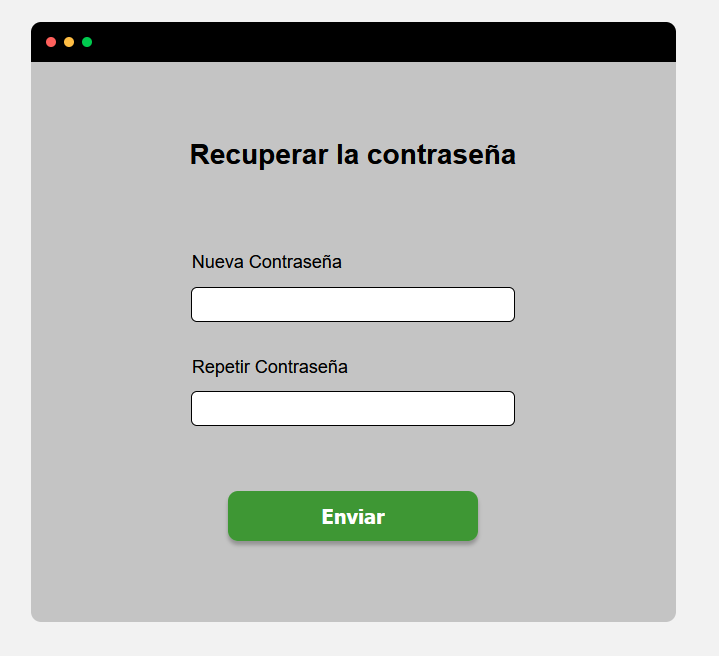 Recuperar la contraseña
Nueva Contraseña
Repetir Contraseña
Enviar